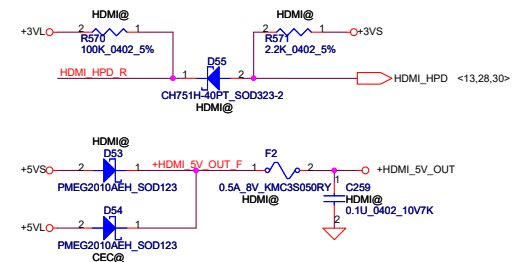 HDMI@ HDMI@
+3VL 2 1 2 1 +3VS
R570 R571
100K_0402_5% 2.2K_0402_5%
D55
HDMI_HPD_R 1 2 HDMI_HPD <13,28,30>
CH751H-40PT_SOD323-2
HDMI@
HDMI@
D53 F2
+5VS 2 1 +HDMI_5V_OUT_F 1 2 +HDMI_5V_OUT
PMEG2010AEH_SOD123 0.5A_8V_KMC3S050RY 1 C259
HDMI@ HDMI@
D54 0.1U_0402_10V7K
+5VL 2 1 2
PMEG2010AEH_SOD123
CEC@